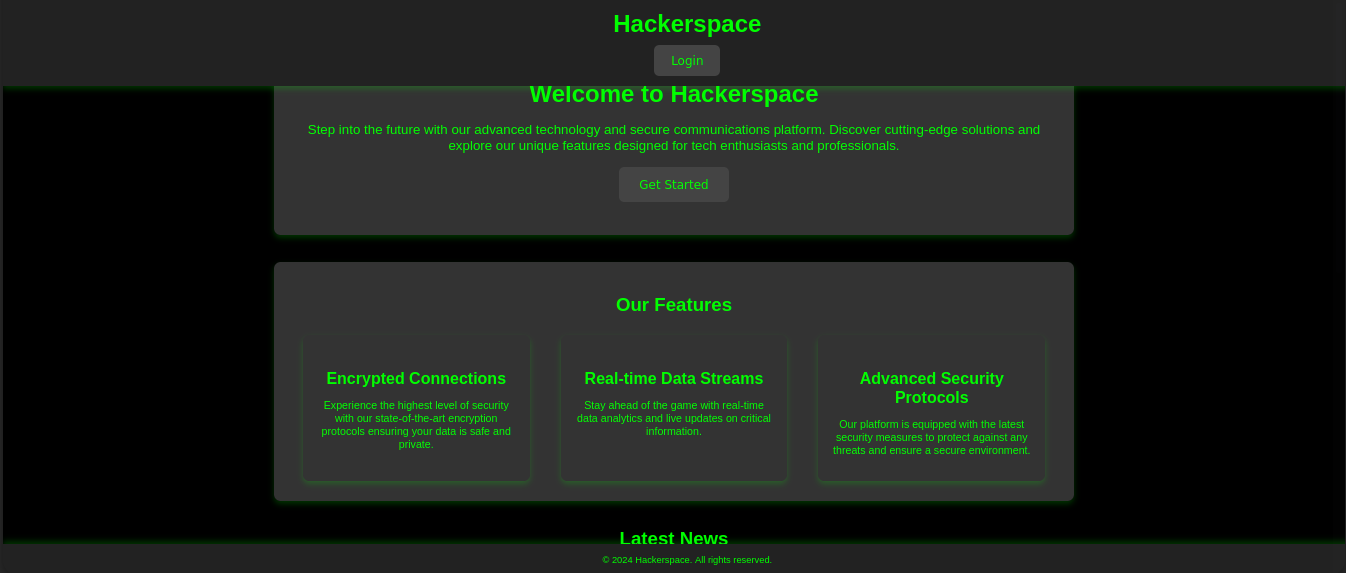 Hackerspace
Login
Welcome to Hackerspace
Step into the future with our advanced technology and secure communications platform. Discover cutting-edge solutions and
explore our unique features designed for tech enthusiasts and professionals.
Get Started
Our Features
Encrypted Connections
Experience the highest level of security
with our state-of-the-art encryption
protocols ensuring your data is safe and
private.
Real-time Data Streams
Stay ahead of the game with real-time
data analytics and live updates on critical
information.
Advanced Security
Protocols
Our platform is equipped with the latest
security measures to protect against any
threats and ensure a secure environment.
Latest News
© 2024 Hackerspace. All rights reserved.